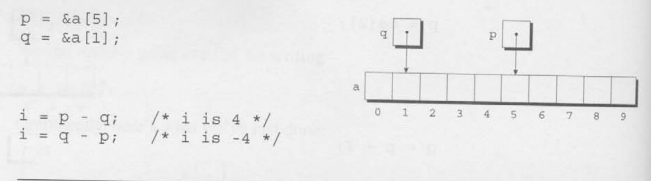 p = &a[5];
q = &a[1];
q p
a
0 1 2 3 4 5 6 7 8 9
i = p - q; /* i is 4 */
i = q - p; /* i is -4 */